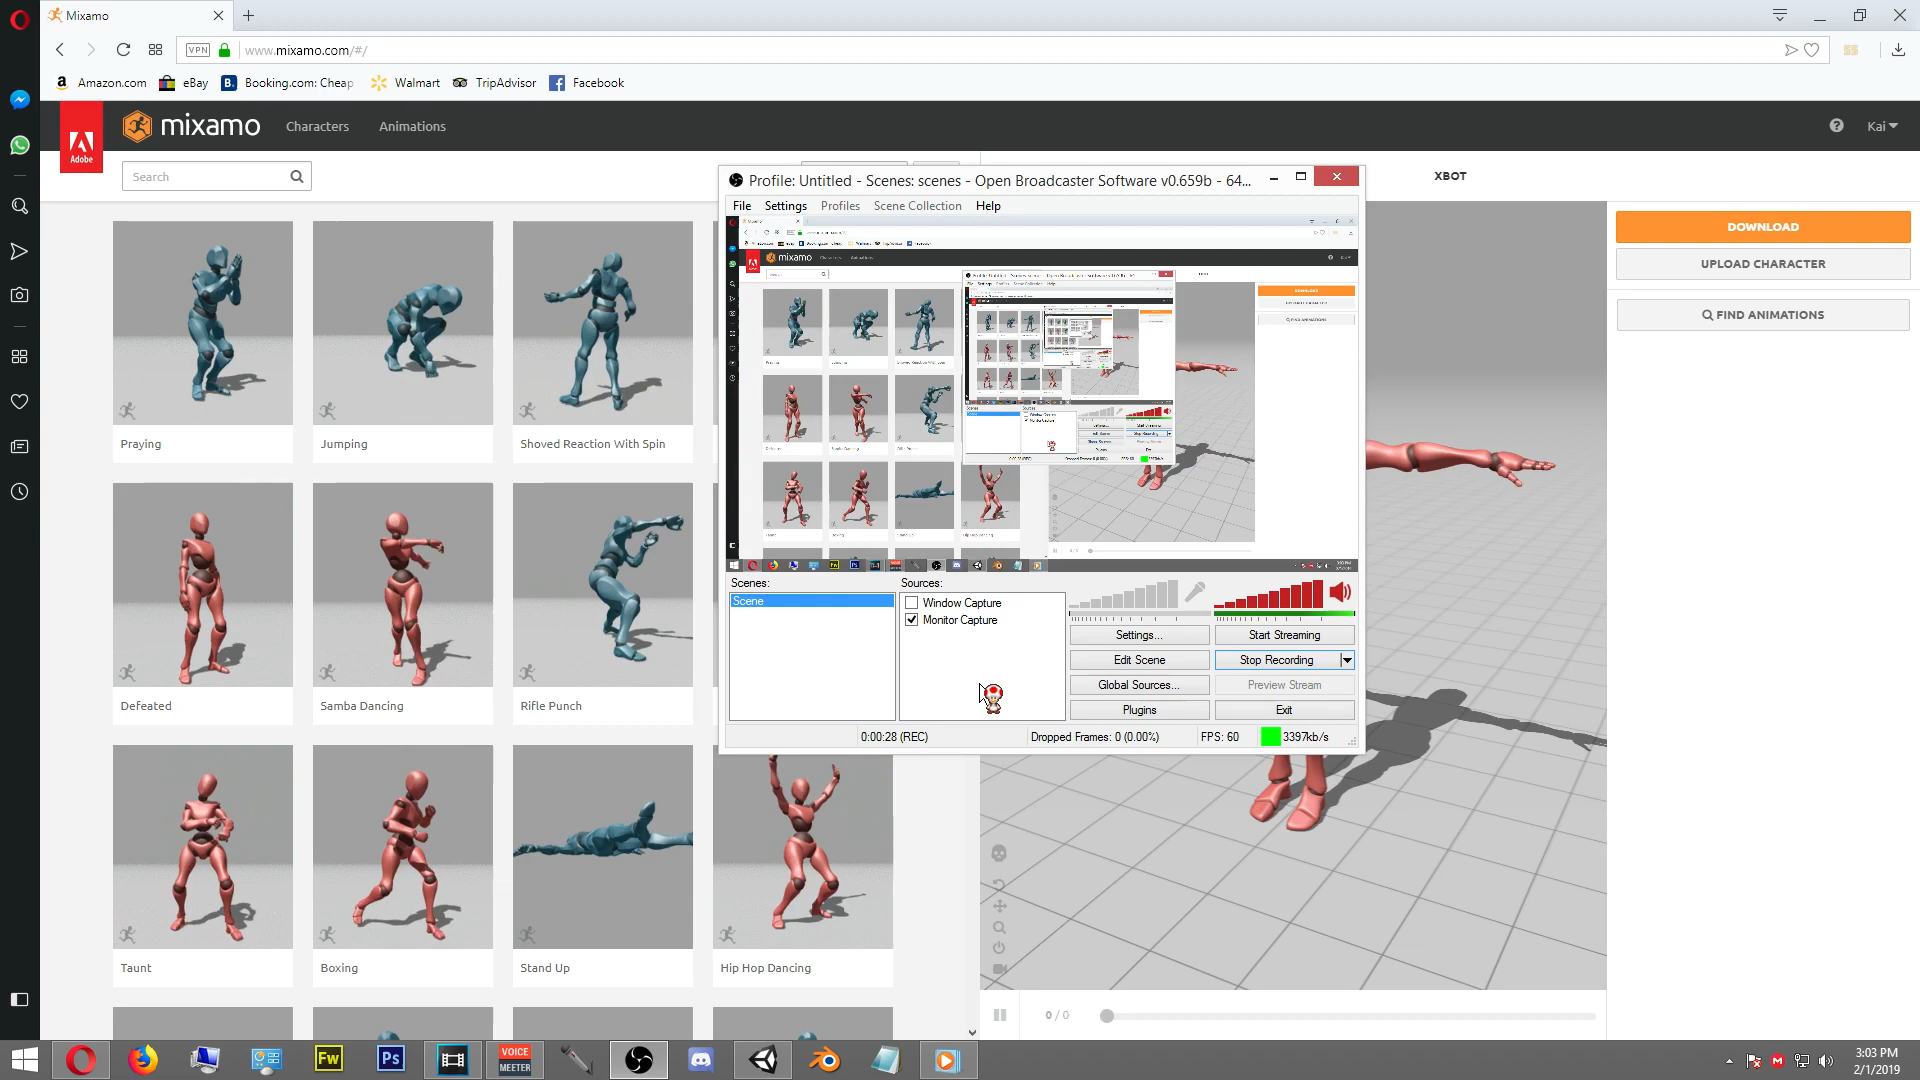 Mixamo
VPN
www.mixamo.com/#/
Amazon.com
eBay
B.
Booking.com: Cheap
Walmart
TripAdvisor
Facebook
Adobe
mixamo
Characters
Animations
Kai
Search
XBOT
DOWNLOAD
UPLOAD CHARACTER
FIND ANIMATIONS
Praying
Jumping
Shoved Reaction With Spin
Defeated
Samba Dancing
Rifle Punch
Taunt
Boxing
Stand Up
Hip Hop Dancing
0 / 0
Profile: Untitled - Scenes: scenes - Open Broadcaster Software v0.659b - 64...
File
Settings
Profiles
Scene Collection
Help
mixamo
Scenes:
Sources:
Scene
Window Capture
Monitor Capture
Settings...
Start Streaming
Edit Scene
Stop Recording
Global Sources...
Preview Stream
Plugins
Exit
0:00:28 (REC)
Dropped Frames: 0 (0.00%)
FPS: 60
3397kb/s
Fw
Ps
VOICE
MEETER
3:03 PM
2/1/2019